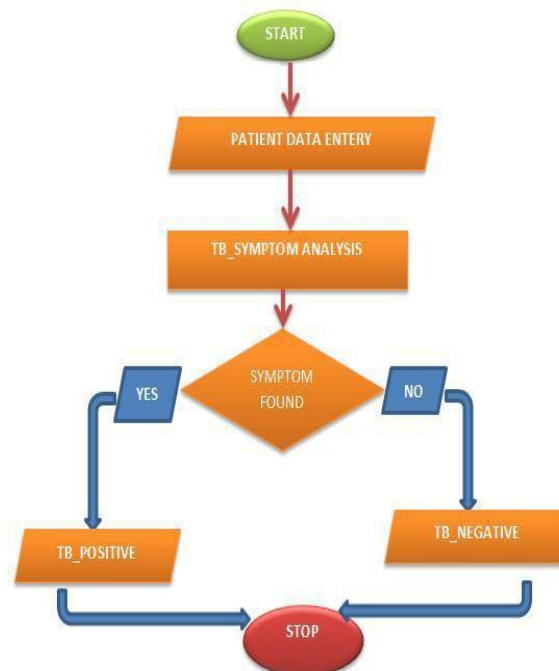 START
PATIENT DATA ENTERY
TB_SYMPTOM ANALYSIS
SYMPTOM
FOUND
YES
NO
TB_POSITIVE
TB_NEGATIVE
STOP